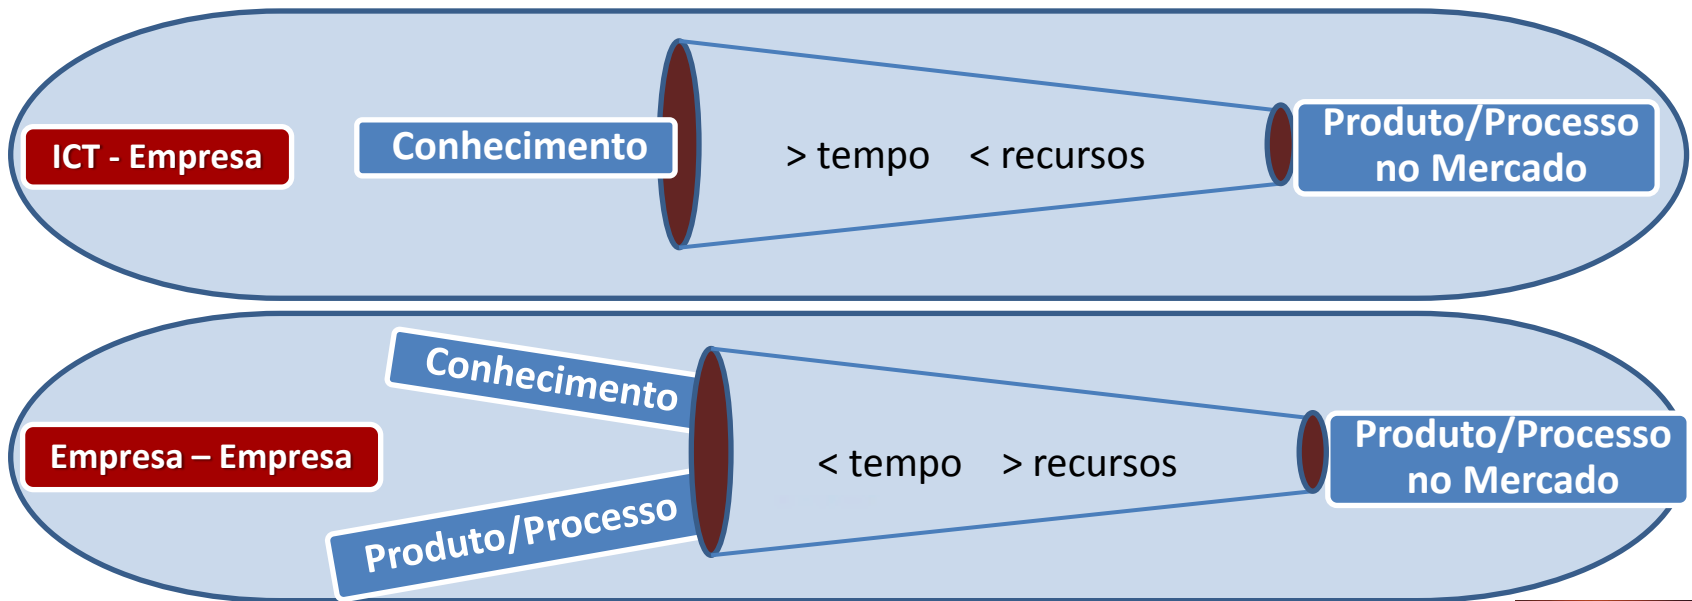 ICT - Empresa
Conhecimento
> tempo < recursos
Produto/Processo
no Mercado
Empresa – Empresa
Conhecimento
Produto/Processo
< tempo > recursos
Produto/Processo
no Mercado